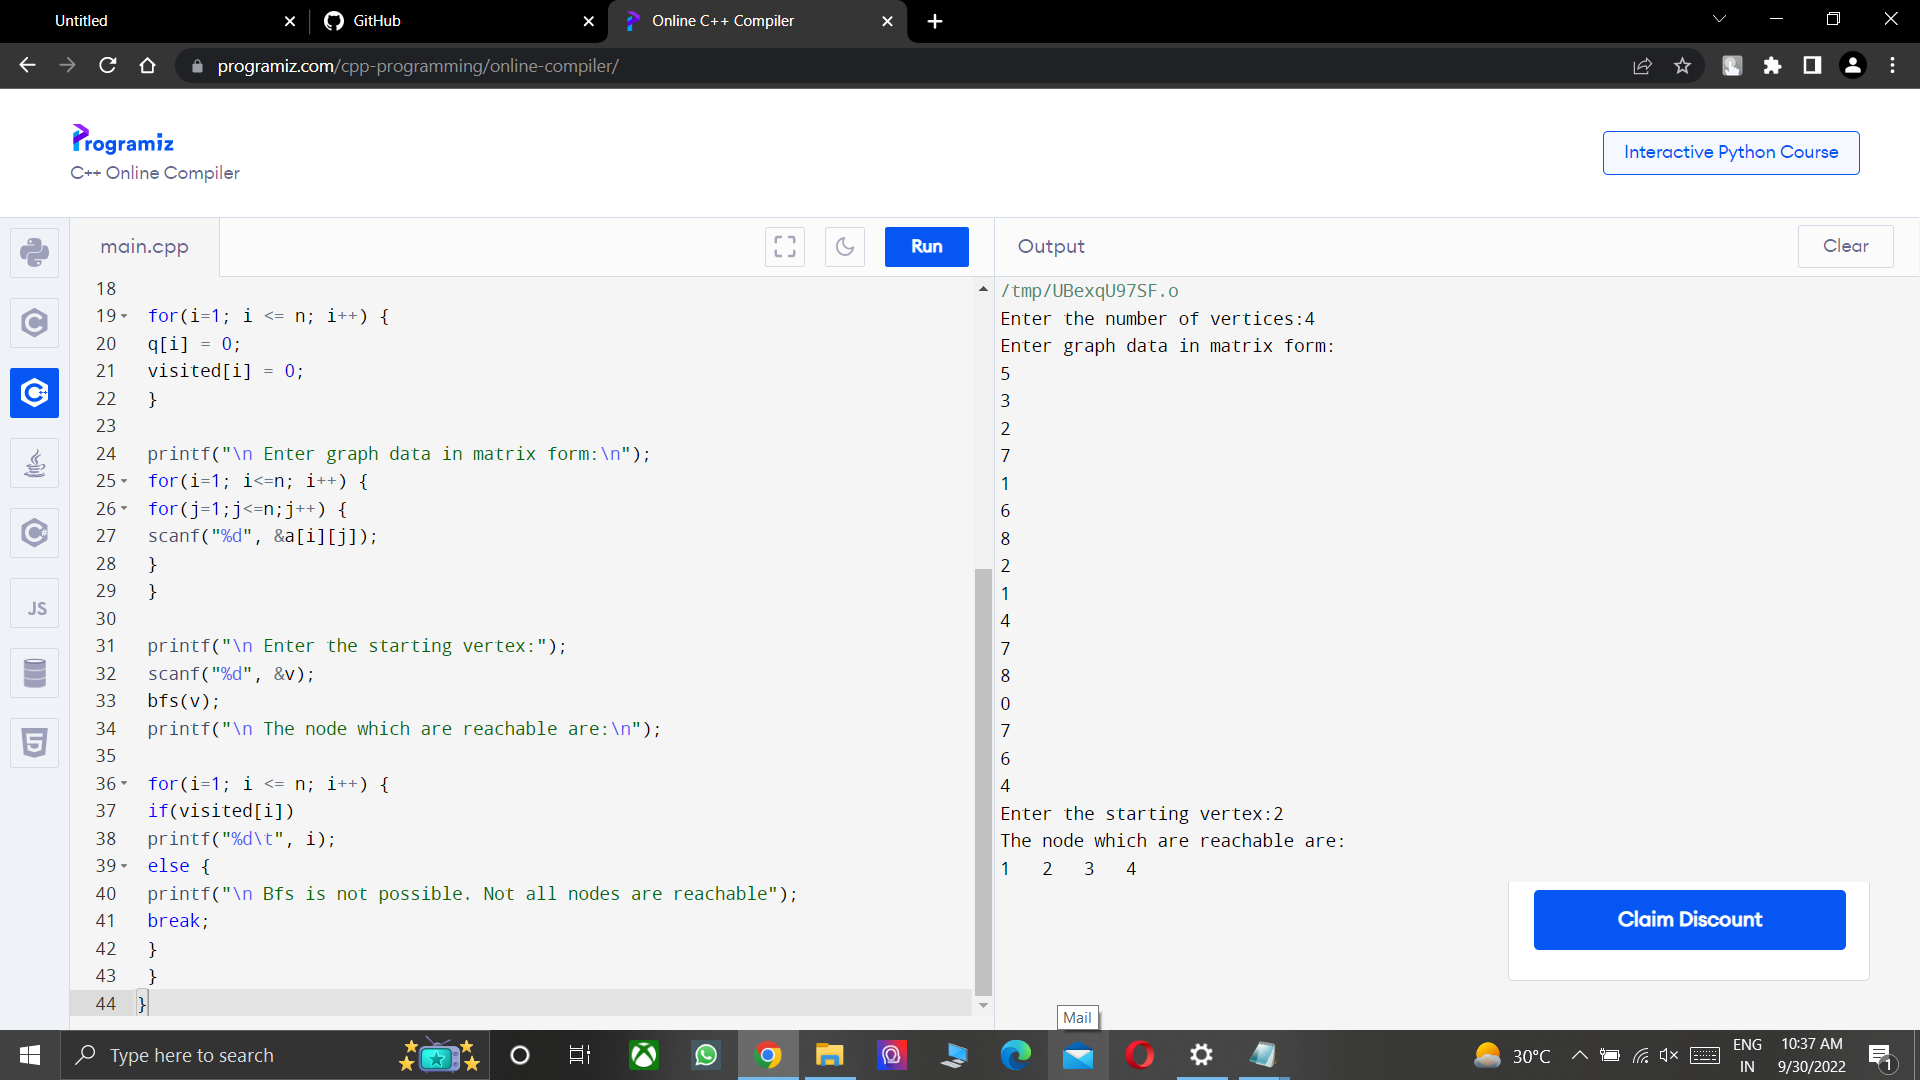 Untitled
GitHub
Online C++ Compiler
programiz.com/cpp-programming/online-compiler/
Programiz
C++ Online Compiler
Interactive Python Course
main.cpp
Run
Output
Clear
18
19 for(i=1; i <= n; i++) {
20 q[i] = 0;
21 visited[i] = 0;
22 }
23
24 printf("\n Enter graph data in matrix form:\n");
25 for(i=1; i<=n; i++) {
26 for(j=1;j<=n;j++) {
27 scanf("%d", &a[i][j]);
28 }
29 }
30
31 printf("\n Enter the starting vertex:");
32 scanf("%d", &v);
33 bfs(v);
34 printf("\n The node which are reachable are:\n");
35
36 for(i=1; i <= n; i++) {
37 if(visited[i])
38 printf("%d\t", i);
39 else {
40 printf("\n Bfs is not possible. Not all nodes are reachable");
41 break;
42 }
43 }
44 }
JS
/tmp/UBexqU97SF.o
Enter the number of vertices:4
Enter graph data in matrix form:
5
3
2
7
1
6
8
2
1
4
7
8
0
7
6
4
Enter the starting vertex:2
The node which are reachable are:
1 2 3 4
Claim Discount
Mail
Type here to search
30°C
ENG
IN
10:37 AM
9/30/2022
1